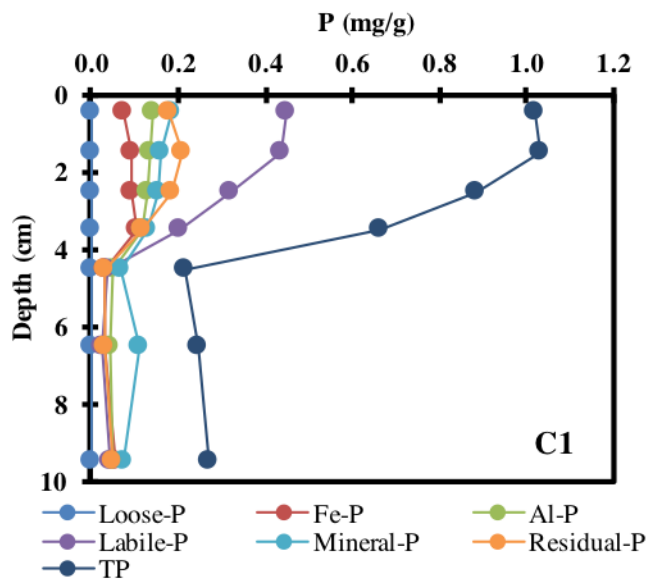 P (mg/g)
0.0 0.2 0.4 0.6 0.8 1.0 1.2
0
2
4
6
8
10
Depth (cm)
C1
Loose-P Fe-P Al-P
Labile-P Mineral-P Residual-P
TP